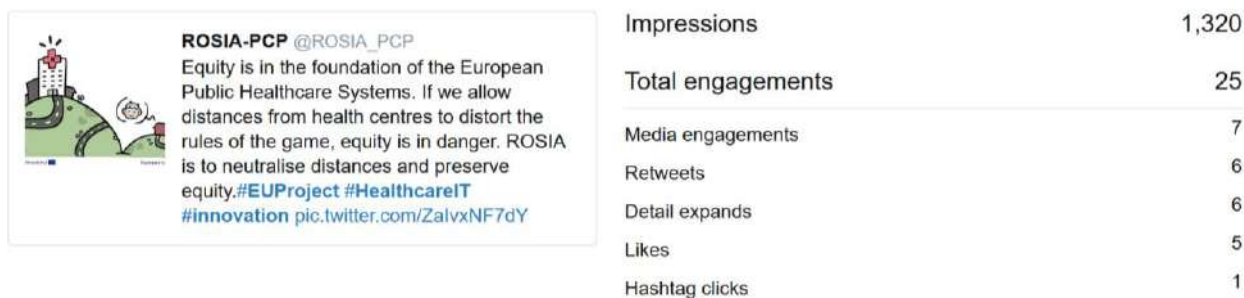 ROSIA-PCP @ROSIA_PCP
Equity is in the foundation of the European
Public Healthcare Systems. If we allow
distances from health centres to distort the
rules of the game, equity is in danger. ROSIA
is to neutralise distances and preserve
equity.#EUProject #HealthcareIT
#innovation pic.twitter.com/ZaIvxNF7dY
Impressions 1,320
Total engagements 25
Media engagements 7
Retweets 6
Detail expands 6
Likes 5
Hashtag clicks 1